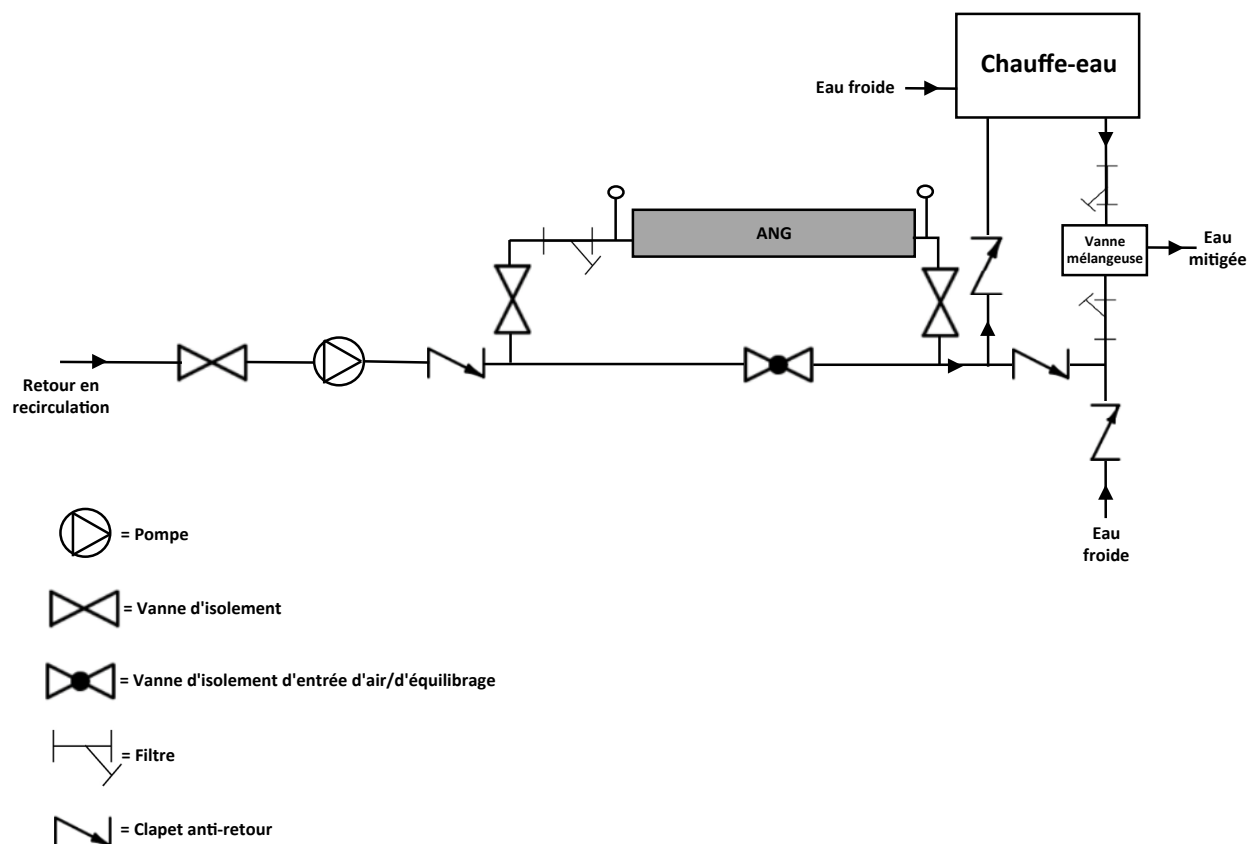 Chauffe-eau
Eau froide
ANG
Vanne
mélangeuse
Eau
mitigée
Retour en
recirculation
Eau
froide
= Pompe
= Vanne d'isolement
= Vanne d'isolement d'entrée d'air/d'équilibrage
= Filtre
= Clapet anti-retour